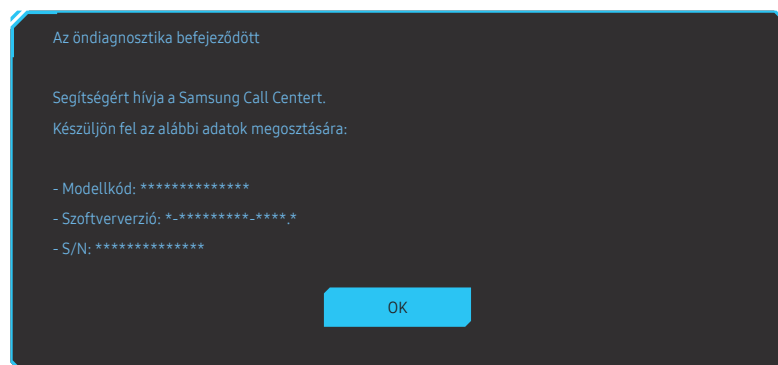 Az öndiagnosztika befejeződött
Segítségért hívja a Samsung Call Centert.
Készüljön fel az alábbi adatok megosztására:
- Modellkód: **************
- Szoftververzió: *-*********-****.*
- S/N: **************
OK